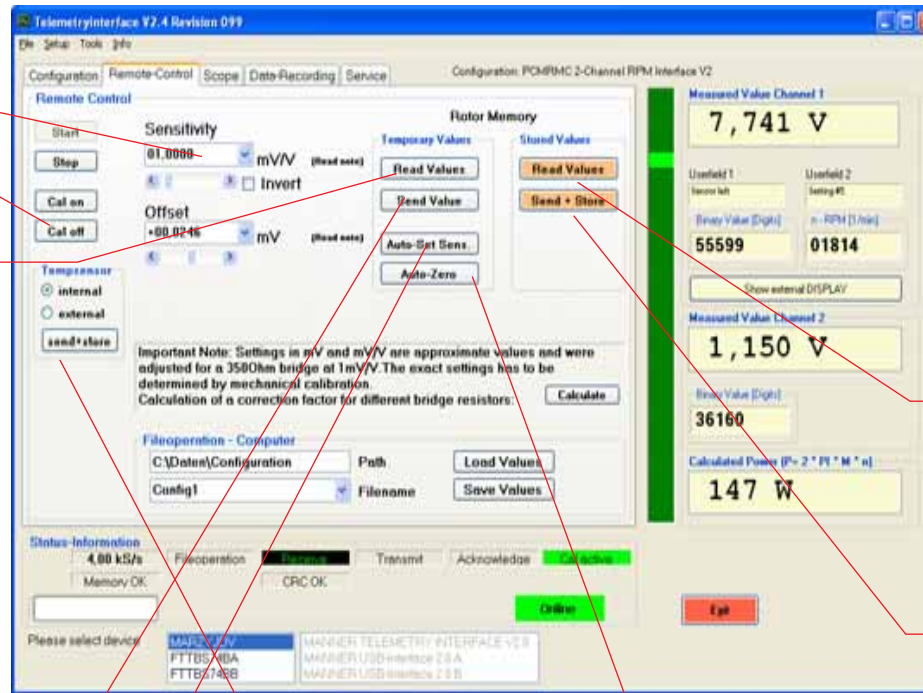 TelemetryInterface V2.4 Revision 099
File Setup Tools Info
Configuration Remote-Control Scope Data-Recording Service
Configuration: PCMRMC 2-Channel RPM Interface V2
Remote Control
Start
Stop
Cal on
Cal off
Sensitivity
01.0000 mV/V (Read note)
Invert
Offset
+00.0246 mV (Read note)
Rotor Memory
Temporary Values
Read Values
Send Value
Auto-Set Sens.
Auto-Zero
Stored Values
Read Values
Send + Store
Tempsensor
internal
external
send+store
Important Note: Settings in mV and mV/V are approximate values and were
adjusted for a 350Ohm bridge at 1mV/V.The exact settings has to be
determined by mechanical calibration.
Calculation of a correction factor for different bridge resistors:
Calculate
Fileoperation - Computer
C:\Daten\Configuration Path Load Values
Config1 Filename Save Values
Measured Value Channel 1
7,741 V
Userfield 1 Userfield 2
Sensor left Setting #5
Binary Value [Digits] n - RPM [1/min]
55599 01814
Show external DISPLAY
Measured Value Channel 2
1,150 V
Binary Value [Digits]
36160
Calculated Power (P= 2 * PI * M * n)
147 W
Status-Information
4,00 kS/s Fileoperation Receive Transmit Acknowledge Cal active
Memory OK CRC OK
Online
Exit
Please select device
FTTBS74BA MANNER USB-Interface 2.0 A
FTTBS74BB MANNER USB-Interface 2.0 B
MANNER TELEMETRY INTERFACE V2.0